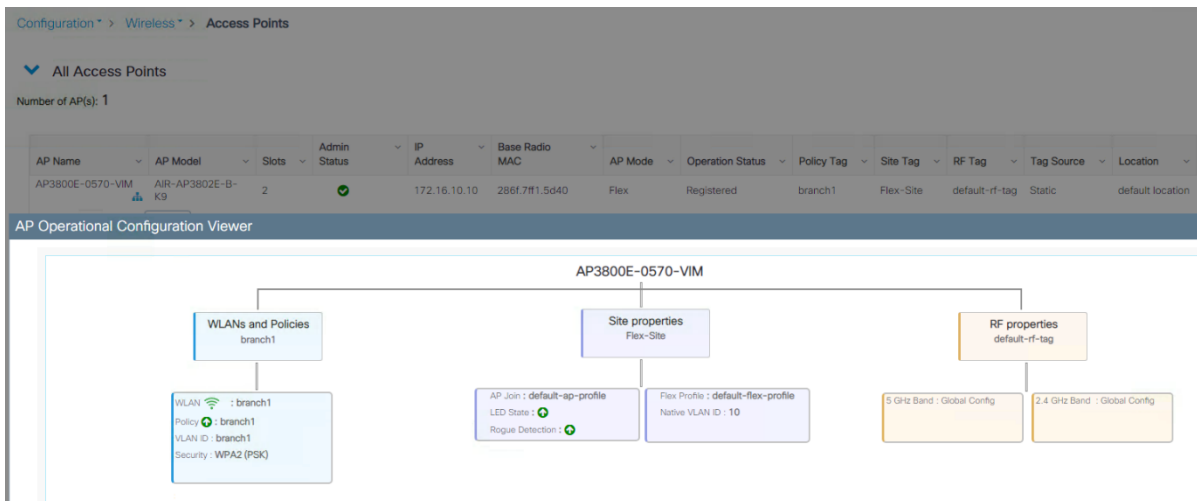 Configuration > Wireless > Access Points
All Access Points
Number of AP(s): 1
AP Name AP Model Slots Admin Status IP Address Base Radio MAC AP Mode Operation Status Policy Tag Site Tag RF Tag Tag Source Location
AP3800E-0570-VIM AIR-AP3802E-B-K9 2 172.16.10.10 286f.7ff1.5d40 Flex Registered branch1 Flex-Site default-rf-tag Static default location
AP Operational Configuration Viewer
AP3800E-0570-VIM
WLANs and Policies
branch1
Site properties
Flex-Site
RF properties
default-rf-tag
WLAN : branch1
Policy : branch1
VLAN ID : branch1
Security : WPA2 (PSK)
AP Join : default-ap-profile
LED State :
Rogue Detection :
Flex Profile : default-flex-profile
Native VLAN ID : 10
5 GHz Band : Global Config
2.4 GHz Band : Global Config